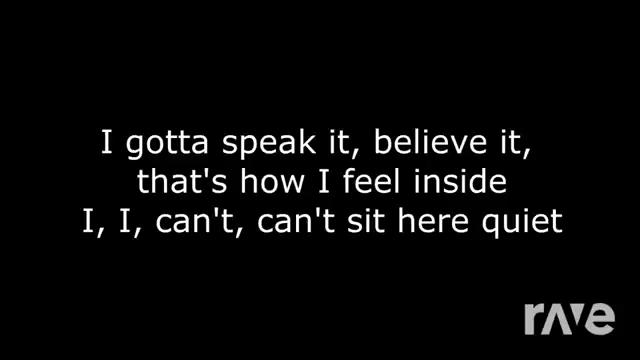 I gotta speak it, believe it,
that's how I feel inside
I, I, can't, can't sit here quiet
rave